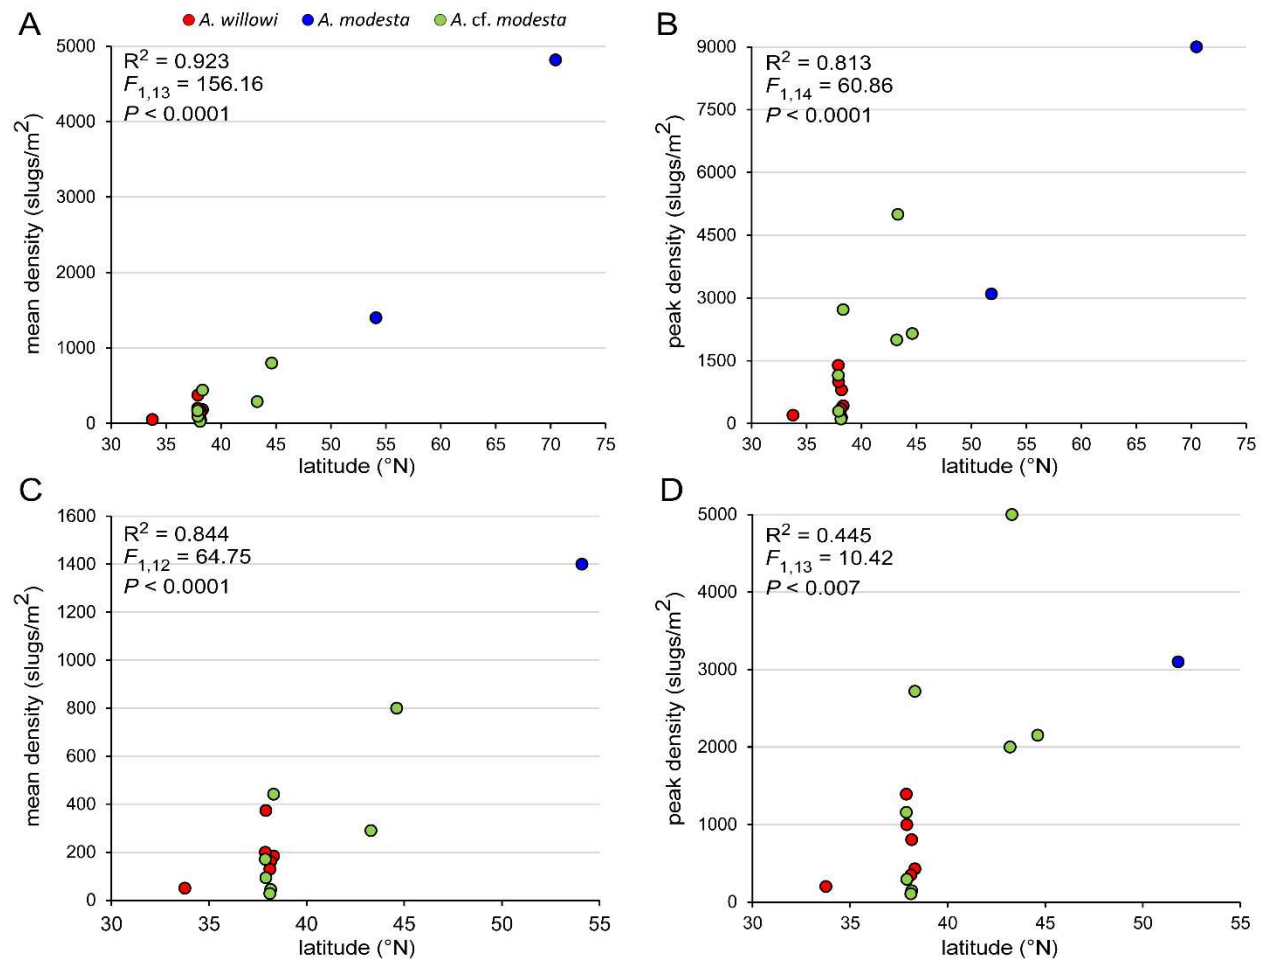 A. willowi A. modesta A. cf. modesta
A
R2 = 0.923
F1,13 = 156.16
P < 0.0001
mean density (slugs/m2)
5000
4000
3000
2000
1000
0
30 35 40 45 50 55 60 65 70 75
latitude (°N)
B
R2 = 0.813
F1,14 = 60.86
P < 0.0001
peak density (slugs/m2)
9000
7500
6000
4500
3000
1500
0
30 35 40 45 50 55 60 65 70 75
latitude (°N)
C
R2 = 0.844
F1,12 = 64.75
P < 0.0001
mean density (slugs/m2)
1600
1400
1200
1000
800
600
400
200
0
30 35 40 45 50 55
latitude (°N)
D
R2 = 0.445
F1,13 = 10.42
P < 0.007
peak density (slugs/m2)
5000
4000
3000
2000
1000
0
30 35 40 45 50 55
latitude (°N)